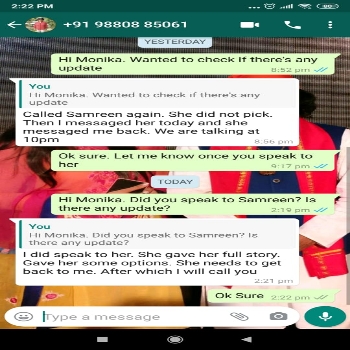 2:22 PM
+91 98808 85061
YESTERDAY
Hi Monika. Wanted to check if there's any
update
8:52 pm
You
Hi Monika. Wanted to check if there's any
update
Called Samreen again. She did not pick.
Then I messaged her today and she
messaged me back. We are talking at
10pm
8:56 pm
Ok sure. Let me know once you speak to
her
9:17 pm
TODAY
Hi Monika. Did you speak to Samreen? Is
there any update?
2:19 pm
You
Hi Monika. Did you speak to Samreen? Is
there any update?
I did speak to her. She gave her full story.
Gave her some options. She needs to get
back to me. After which I will call you
2:21 pm
Ok Sure 2:22 pm
Type a message